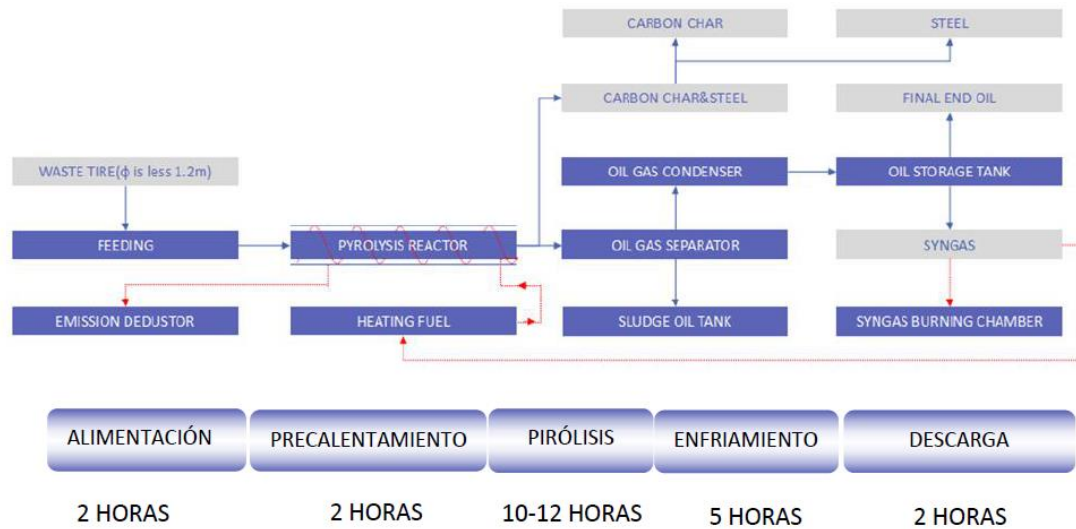 CARBON CHAR
STEEL
CARBON CHAR&STEEL
FINAL END OIL
WASTE TIRE(ϕ is less 1.2m)
OIL GAS CONDENSER
OIL STORAGE TANK
FEEDING
PYROLYSIS REACTOR
OIL GAS SEPARATOR
SYNGAS
EMISSION DEDUSTOR
HEATING FUEL
SLUDGE OIL TANK
SYNGAS BURNING CHAMBER
ALIMENTACIÓN
PRECALENTAMIENTO
PIRÓLISIS
ENFRIAMIENTO
DESCARGA
2 HORAS
2 HORAS
10-12 HORAS
5 HORAS
2 HORAS